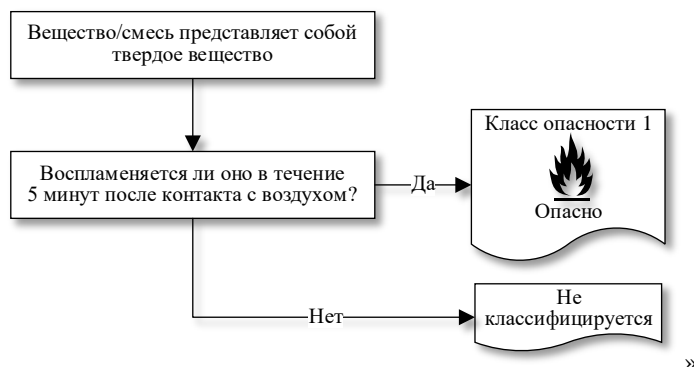 Вещество/смесь представляет собой
твердое вещество
Воспламеняется ли оно в течение
5 минут после контакта с воздухом?
Да
Класс опасности 1
Опасно
Нет
Не
классифицируется
»